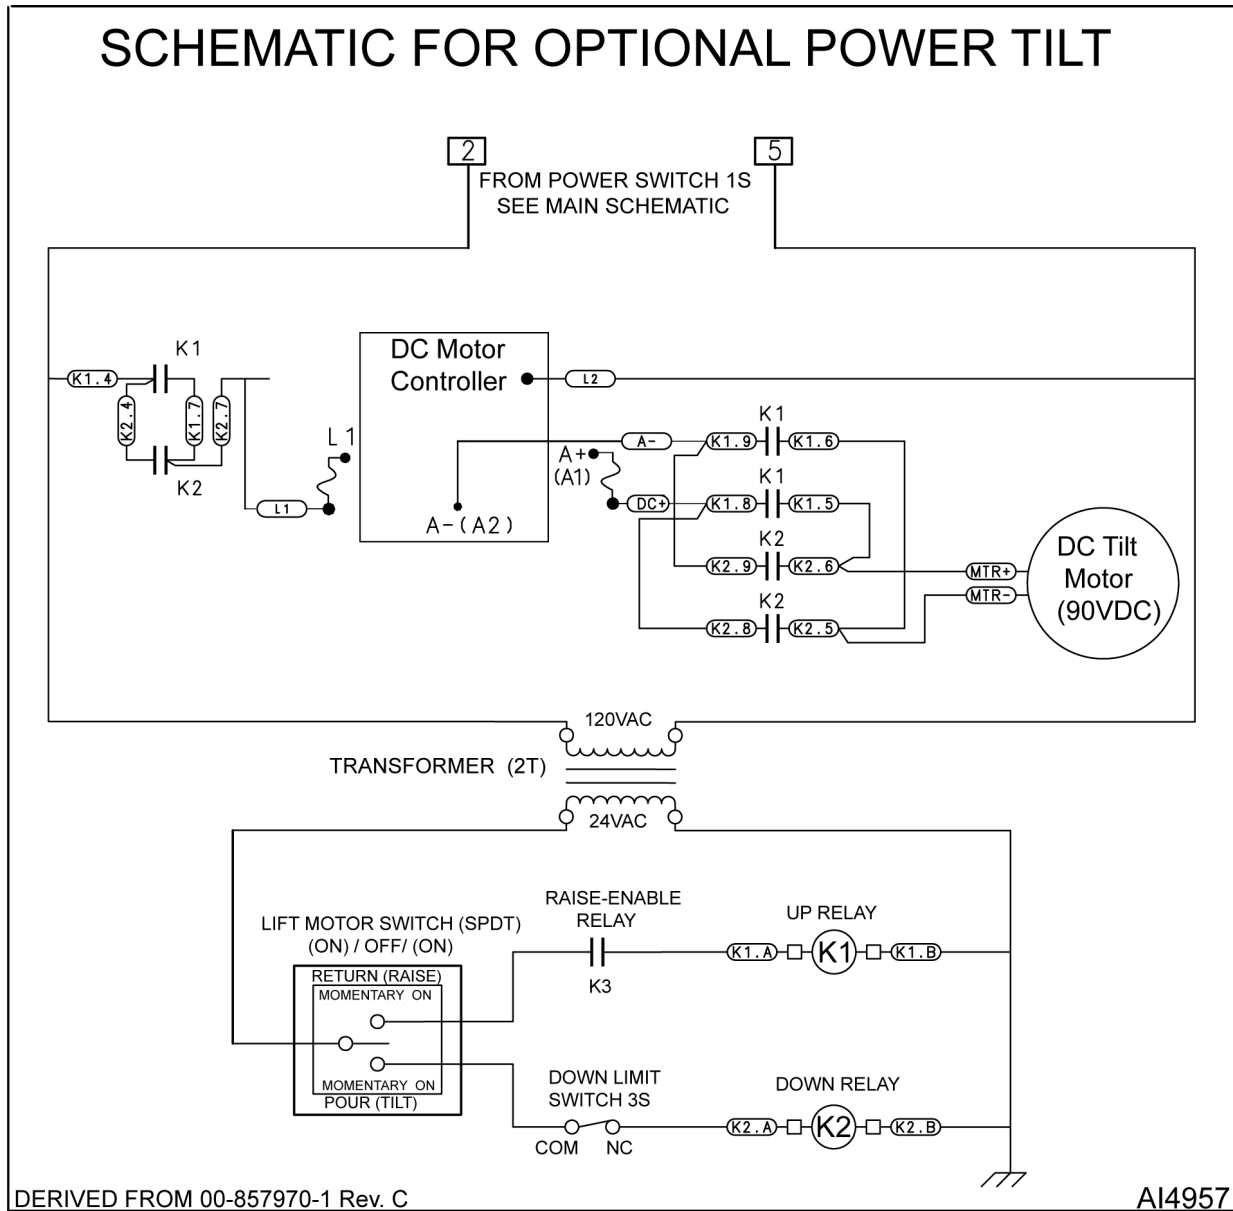 SCHEMATIC FOR OPTIONAL POWER TILT
2
5
FROM POWER SWITCH 1S
SEE MAIN SCHEMATIC
K1
K1.4
K2.4
K1.7
K2.7
K2
L 1
L1
DC Motor
Controller
L2
A-(A2)
A-
A+
(A1)
DC+
K1
K1.9
K1.6
K1
K1.8
K1.5
K2
K2.9
K2.6
K2
K2.8
K2.5
MTR+
MTR-
DC Tilt
Motor
(90VDC)
120VAC
TRANSFORMER (2T)
24VAC
LIFT MOTOR SWITCH (SPDT)
(ON) / OFF/ (ON)
RETURN (RAISE)
MOMENTARY ON
MOMENTARY ON
POUR (TILT)
RAISE-ENABLE
RELAY
K3
UP RELAY
K1.A
K1
K1.B
DOWN LIMIT
SWITCH 3S
COM
NC
DOWN RELAY
K2.A
K2
K2.B
DERIVED FROM 00-857970-1 Rev. C
AI4957